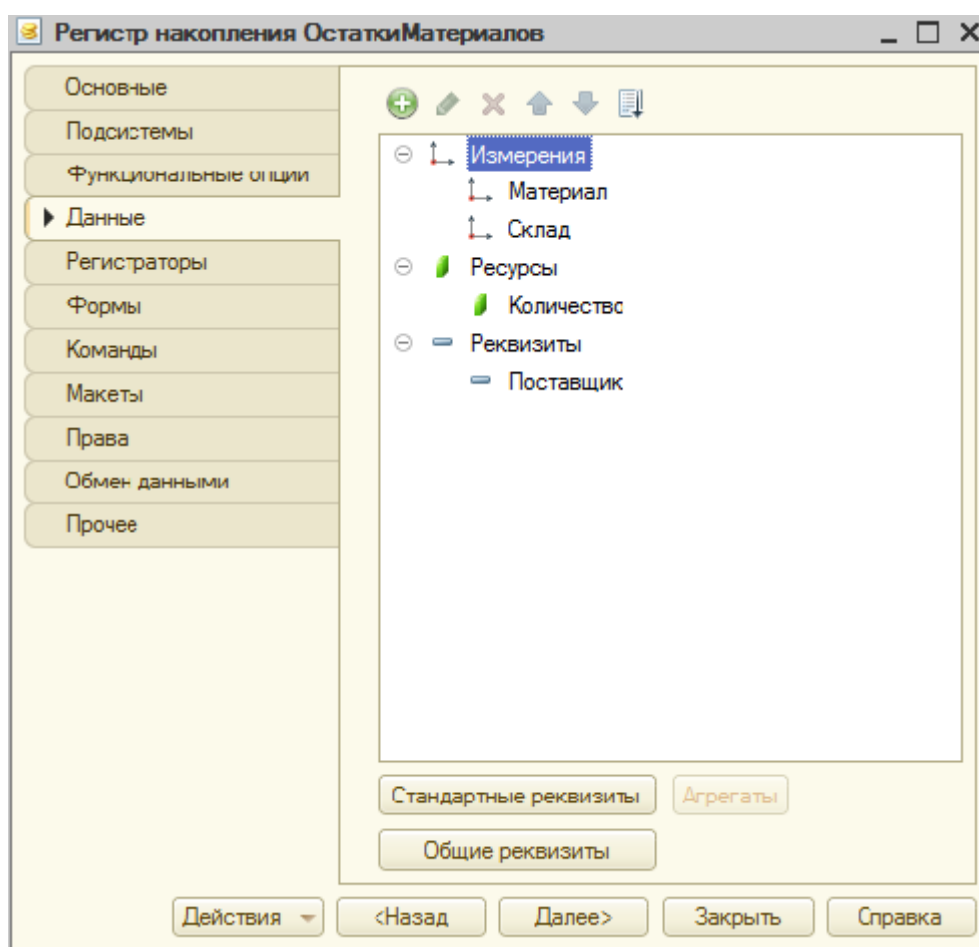 Регистр накопления ОстаткиМатериалов
Основные
Подсистемы
Функциональные опции
Данные
Регистраторы
Формы
Команды
Макеты
Права
Обмен данными
Прочее
Измерения
Материал
Склад
Ресурсы
Количество
Реквизиты
Поставщик
Стандартные реквизиты
Агрегаты
Общие реквизиты
Действия
<Назад
Далее>
Закрыть
Справка